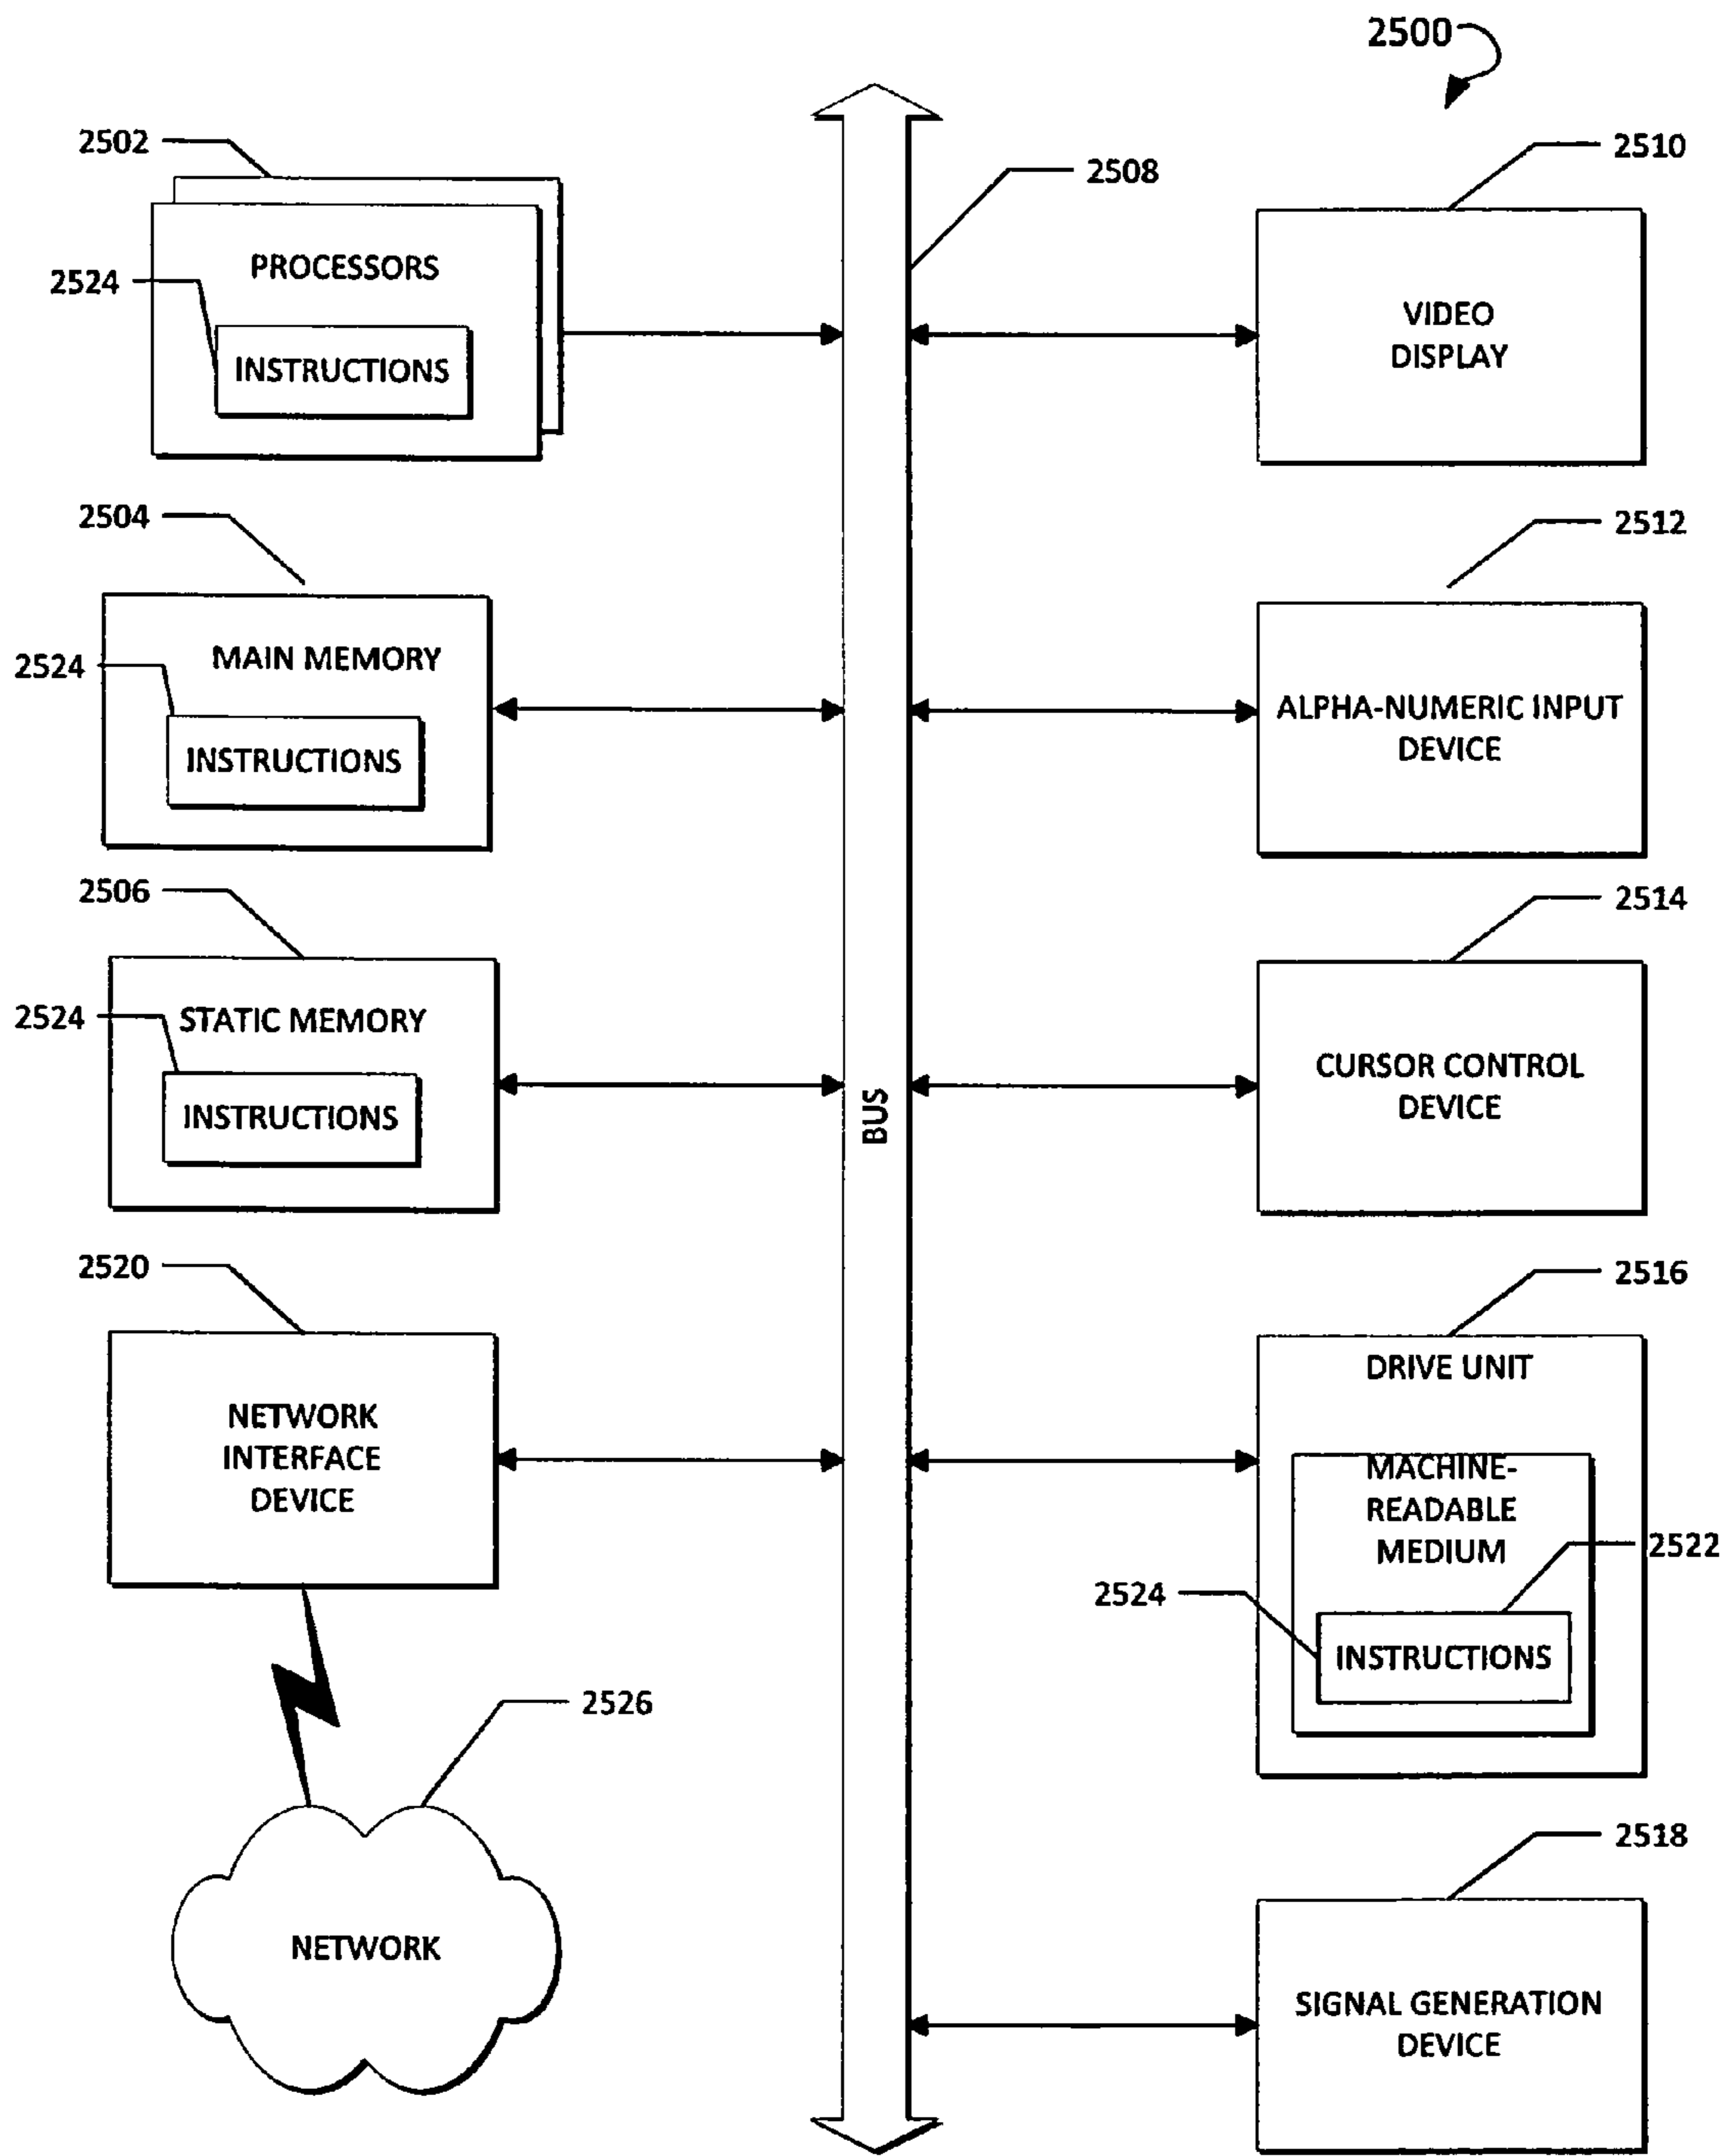 2500
2502
PROCESSORS
2524
INSTRUCTIONS
2504
MAIN MEMORY
2524
INSTRUCTIONS
2506
STATIC MEMORY
2524
INSTRUCTIONS
2520
NETWORK
INTERFACE
DEVICE
2526
NETWORK
2508
BUS
2510
VIDEO
DISPLAY
2512
ALPHA-NUMERIC INPUT
DEVICE
2514
CURSOR CONTROL
DEVICE
2516
DRIVE UNIT
MACHINE-
READABLE
MEDIUM
2522
2524
INSTRUCTIONS
2518
SIGNAL GENERATION
DEVICE